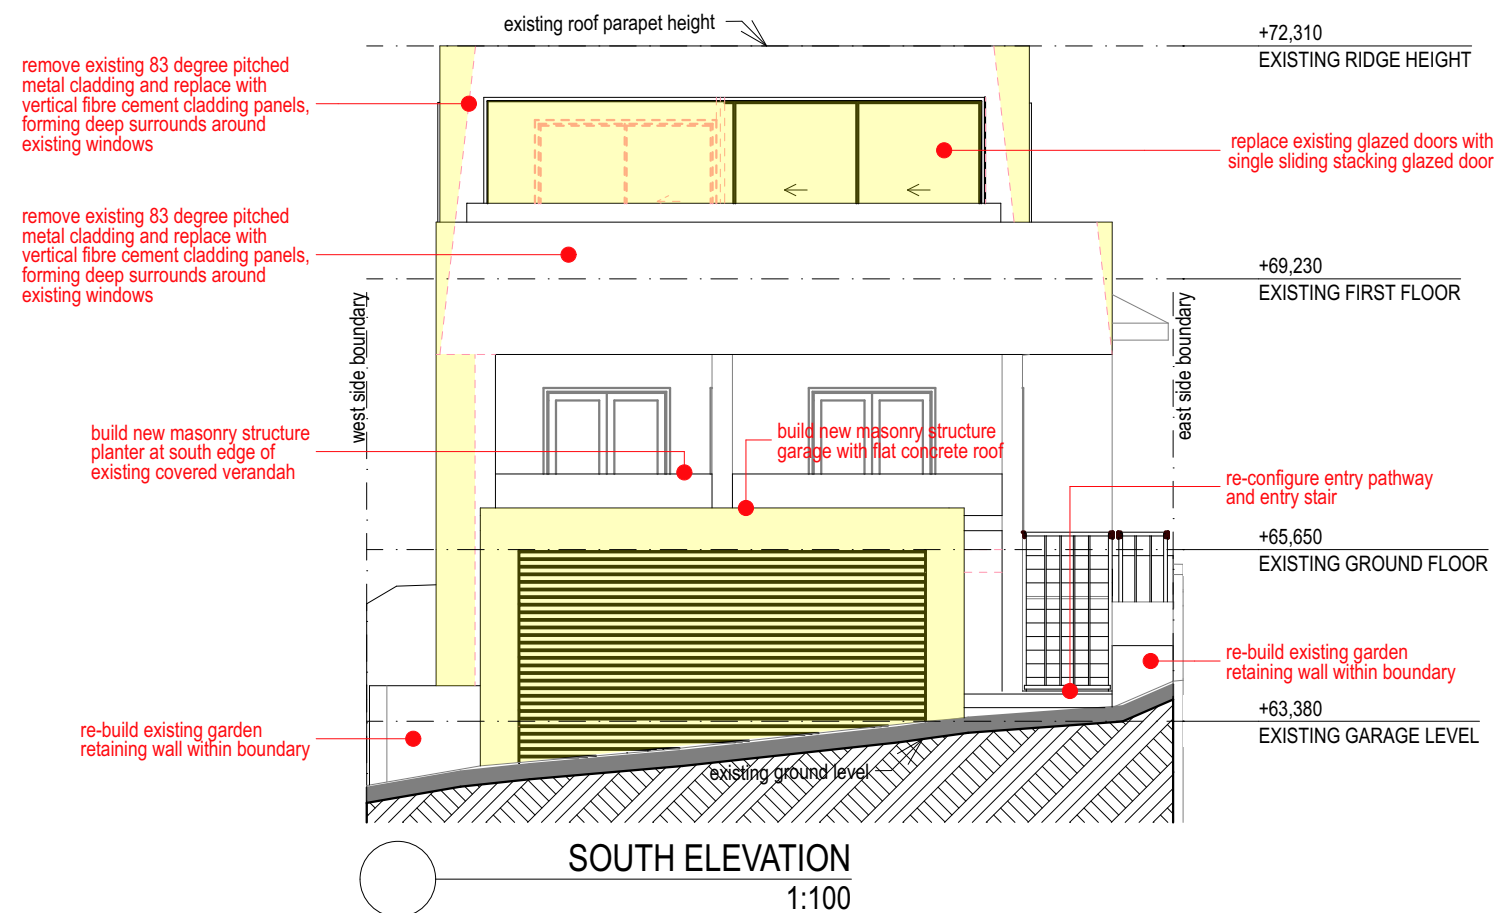 existing roof parapet height
+72,310
EXISTING RIDGE HEIGHT
remove existing 83 degree pitched
metal cladding and replace with
vertical fibre cement cladding panels,
forming deep surrounds around
existing windows
replace existing glazed doors with
single sliding stacking glazed door
remove existing 83 degree pitched
metal cladding and replace with
vertical fibre cement cladding panels,
forming deep surrounds around
existing windows
+69,230
EXISTING FIRST FLOOR
west side boundary
east side boundary
build new masonry structure
planter at south edge of
existing covered verandah
build new masonry structure
garage with flat concrete roof
re-configure entry pathway
and entry stair
+65,650
EXISTING GROUND FLOOR
re-build existing garden
retaining wall within boundary
re-build existing garden
retaining wall within boundary
+63,380
EXISTING GARAGE LEVEL
existing ground level
SOUTH ELEVATION
1:100